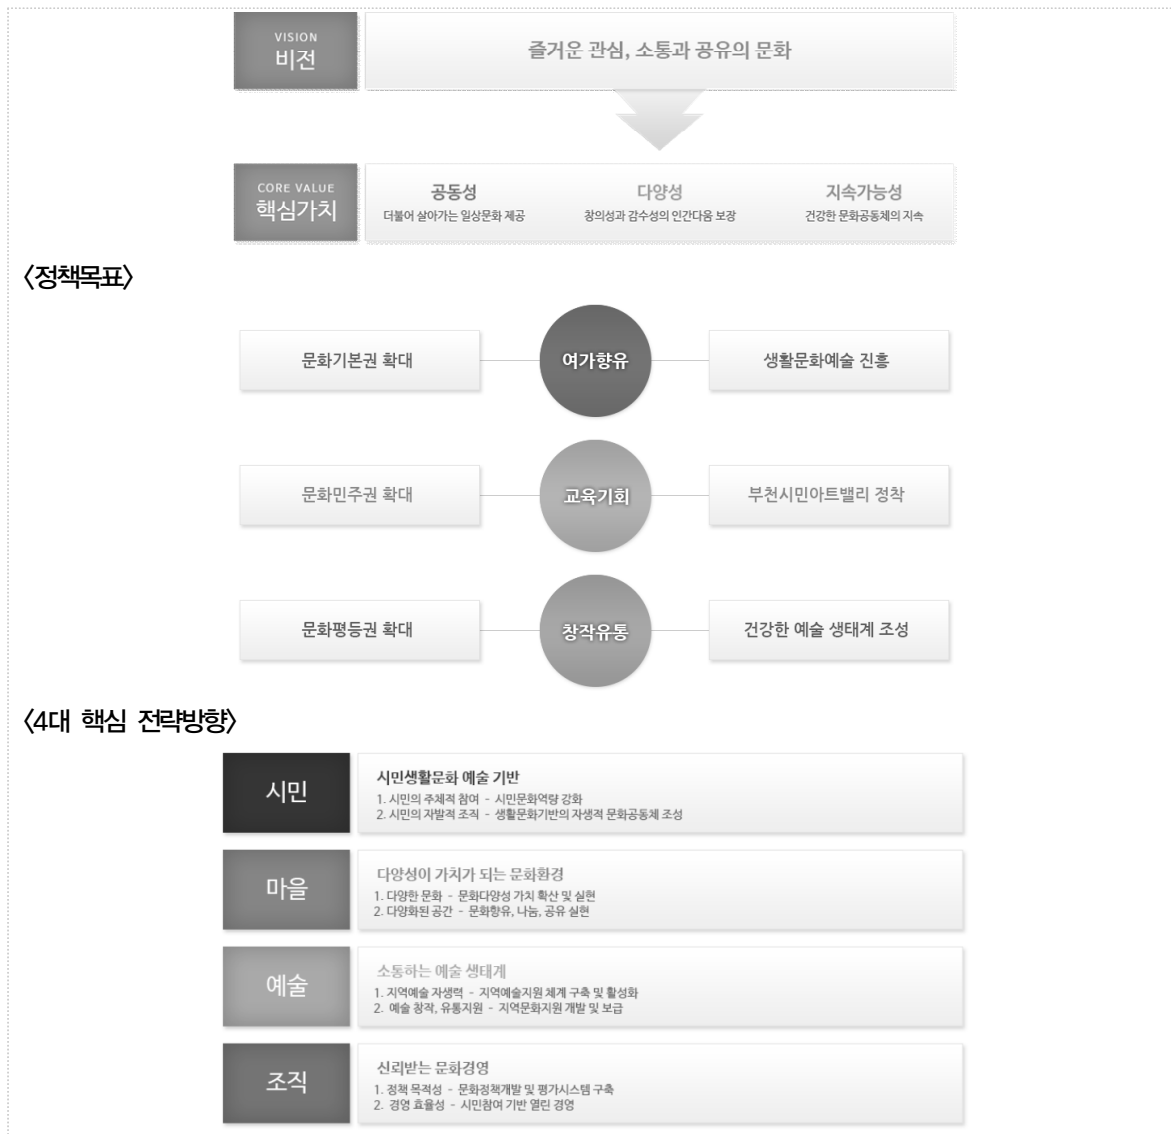 VISION
비전
즐거운 관심, 소통과 공유의 문화
CORE VALUE
핵심가치
공동성
더불어 살아가는 일상문화 제공
다양성
창의성과 감수성의 인간다움 보장
지속가능성
건강한 문화공동체의 지속
〈정책목표〉
문화기본권 확대
여가향유
생활문화예술 진흥
문화민주권 확대
교육기회
부천시민아트밸리 정착
문화평등권 확대
창작유통
건강한 예술 생태계 조성
〈4대 핵심 전략방향〉
시민
시민생활문화 예술 기반
1. 시민의 주체적 참여 - 시민문화역량 강화
2. 시민의 자발적 조직 - 생활문화기반의 자생적 문화공동체 조성
마을
다양성이 가치가 되는 문화환경
1. 다양한 문화 - 문화다양성 가치 확산 및 실현
2. 다양화된 공간 - 문화향유, 나눔, 공유 실현
예술
소통하는 예술 생태계
1. 지역예술 자생력 - 지역예술지원 체계 구축 및 활성화
2. 예술 창작, 유통지원 - 지역문화지원 개발 및 보급
조직
신뢰받는 문화경영
1. 정책 목적성 - 문화정책개발 및 평가시스템 구축
2. 경영 효율성 - 시민참여 기반 열린 경영